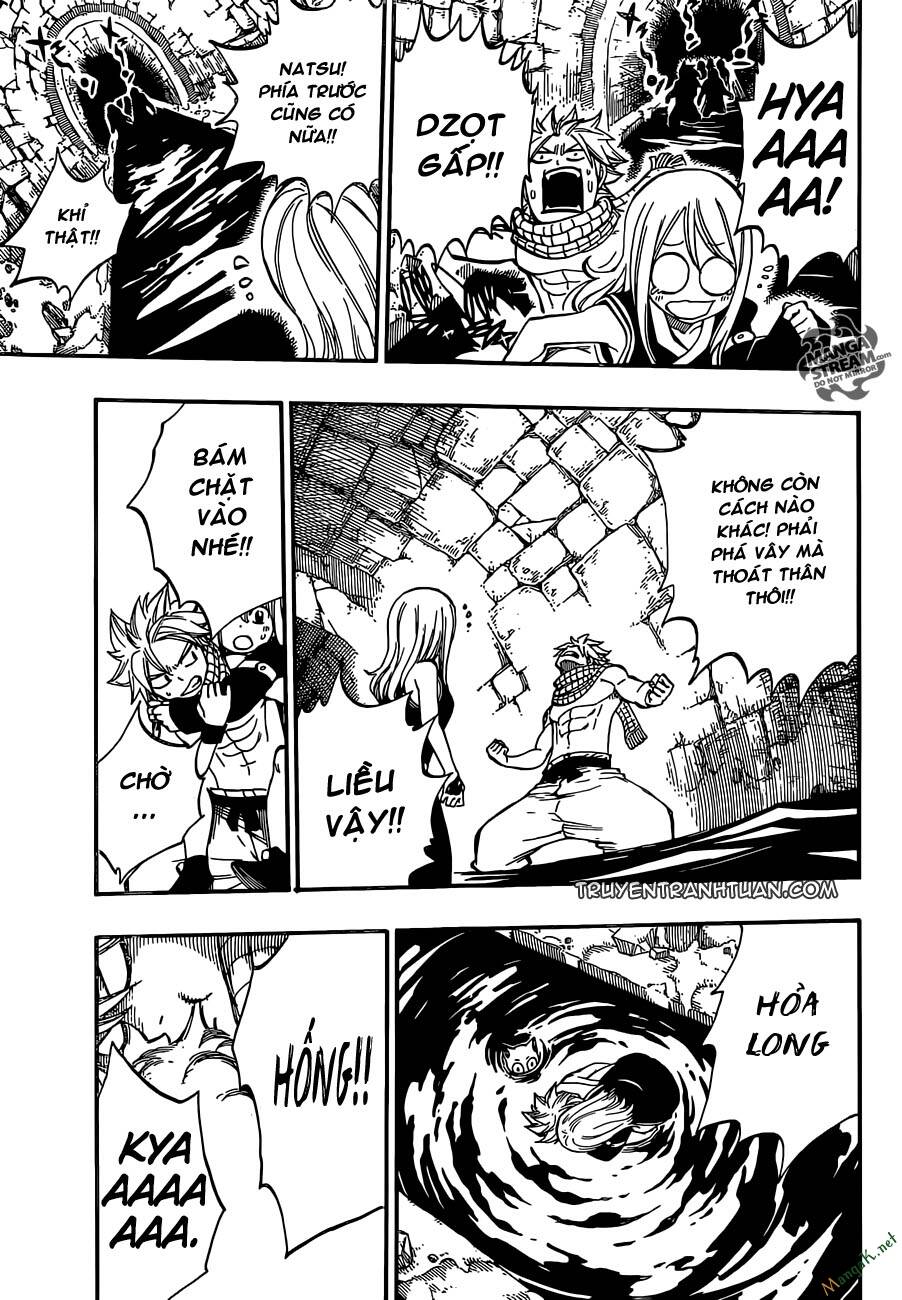 HYA
AAAA
AA!
DZỌT
GẤP!!
NATSU!
PHÍA TRƯỚC
CŨNG CÓ
NỮA!!
KHỈ
THẬT!!
MANGA
STREAM.com
DO NOT MIRROR
KHÔNG CÒN
CÁCH NÀO
KHÁC! PHẢI
PHÁ VÂY MÀ
THOÁT THÂN
THÔI!!
LIỀU
VẬY!!
BÁM
CHẶT
VÀO
NHÉ!!
CHỜ
...
TRUYENTRANHTUAN.COM
HỎA
LONG
HỐNG!!
KYA
AAAA
AAA.
MangaK.net